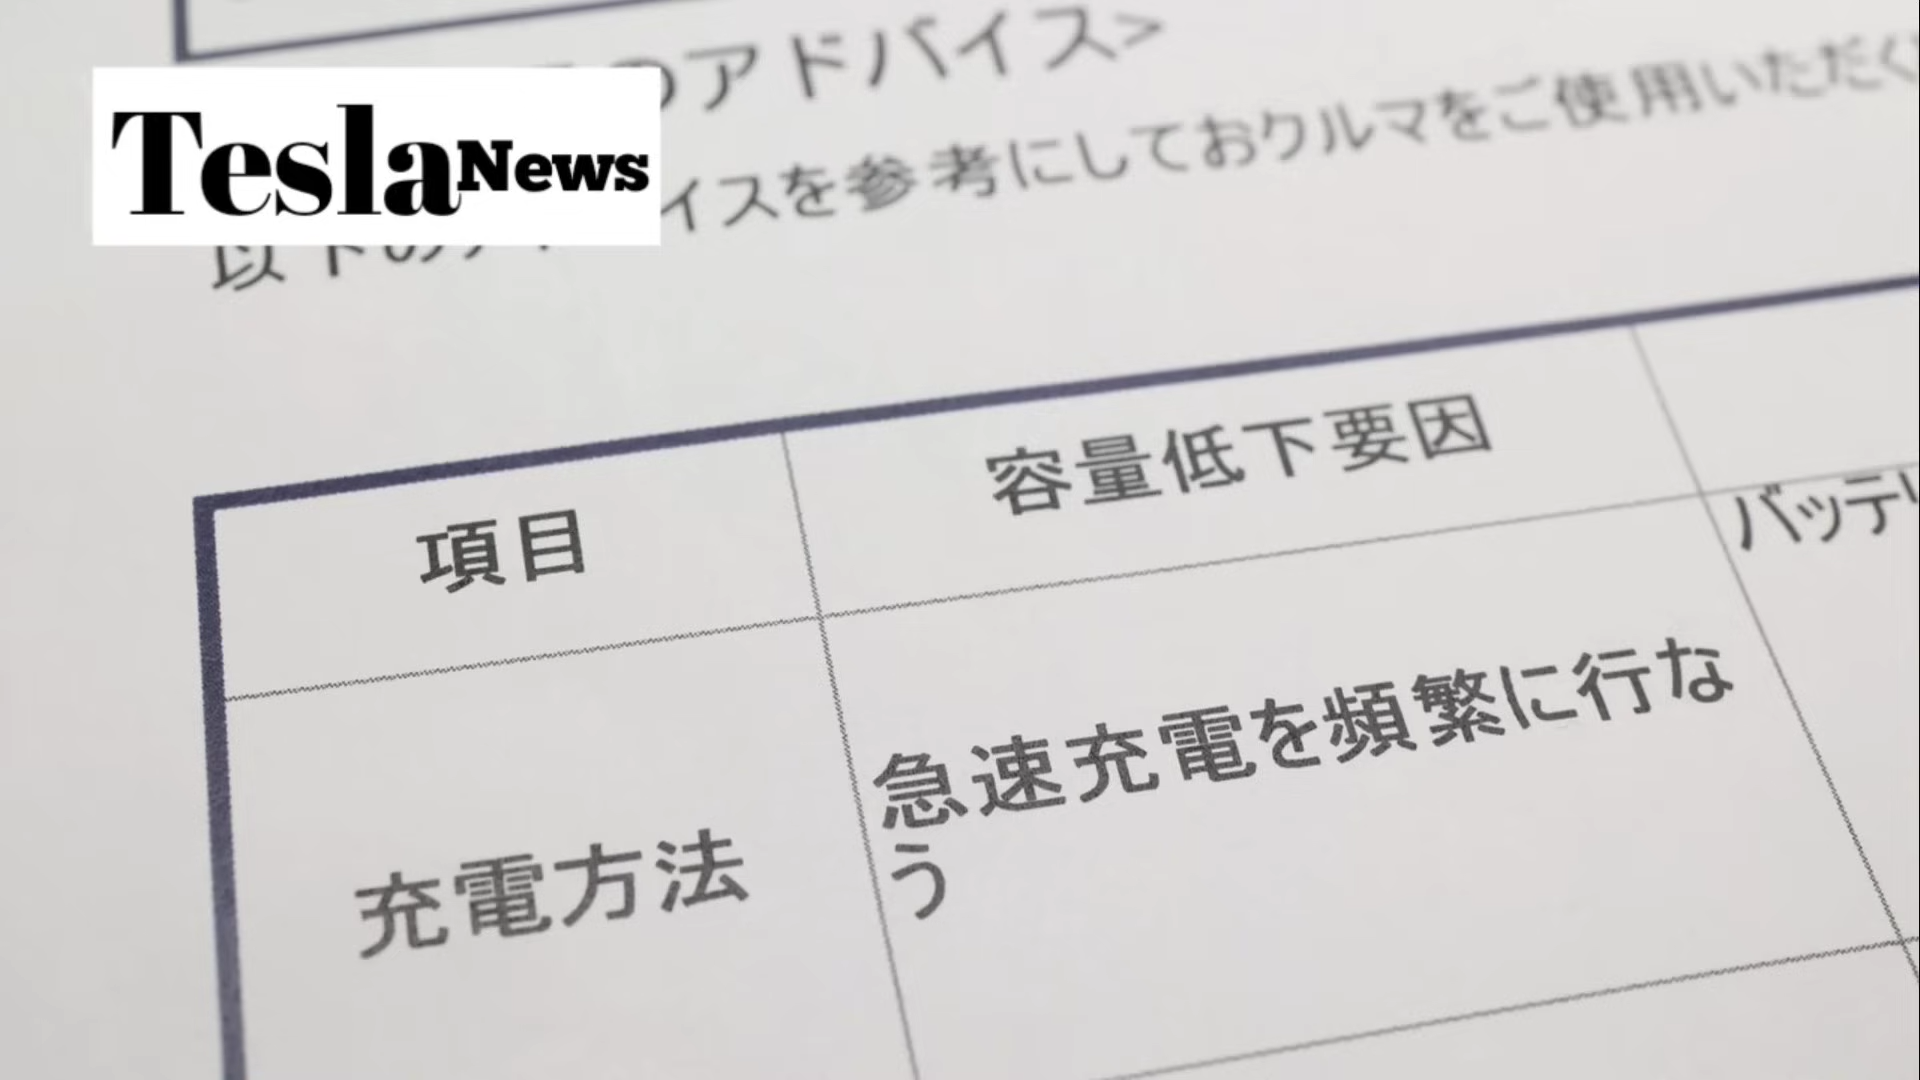 のアドバイス>
Tesla News
イスを参考にしておクルマをご使用いただく
項目
容量低下要因
バッテリ
充電方法
急速充電を頻繁に行な
う